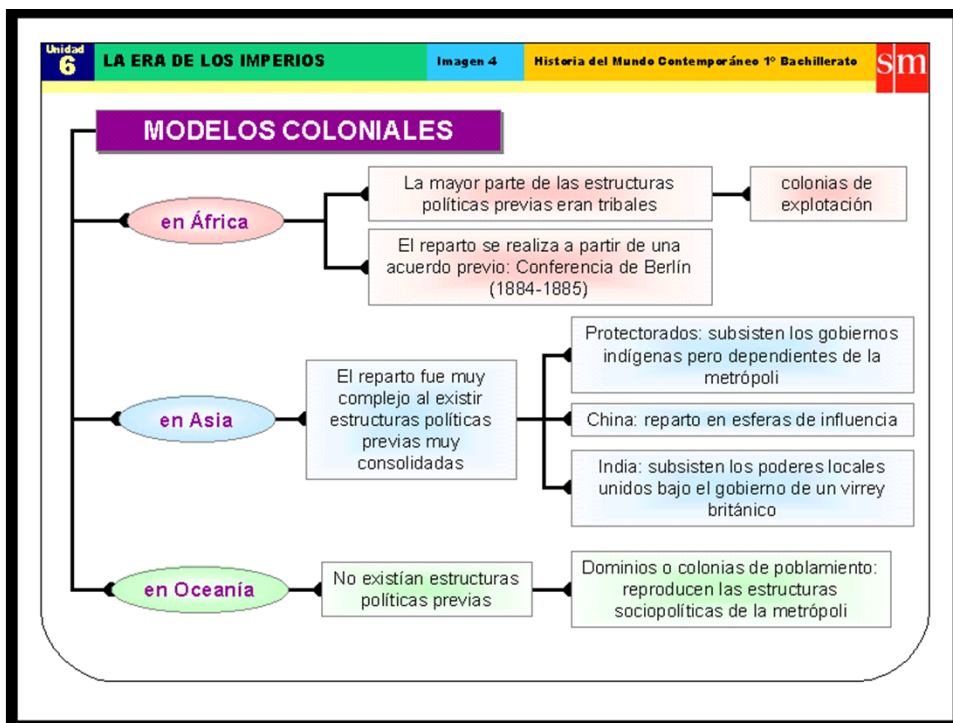 Unidad
6
LA ERA DE LOS IMPERIOS
Imagen 4
Historia del Mundo Contemporáneo 1º Bachillerato
sm
MODELOS COLONIALES
en África
La mayor parte de las estructuras
políticas previas eran tribales
colonias de
explotación
El reparto se realiza a partir de una
acuerdo previo: Conferencia de Berlín
(1884-1885)
en Asia
El reparto fue muy
complejo al existir
estructuras políticas
previas muy
consolidadas
Protectorados: subsisten los gobiernos
indígenas pero dependientes de la
metrópoli
China: reparto en esferas de influencia
India: subsisten los poderes locales
unidos bajo el gobierno de un virrey
británico
en Oceanía
No existían estructuras
políticas previas
Dominios o colonias de poblamiento:
reproducen las estructuras
sociopolíticas de la metrópoli